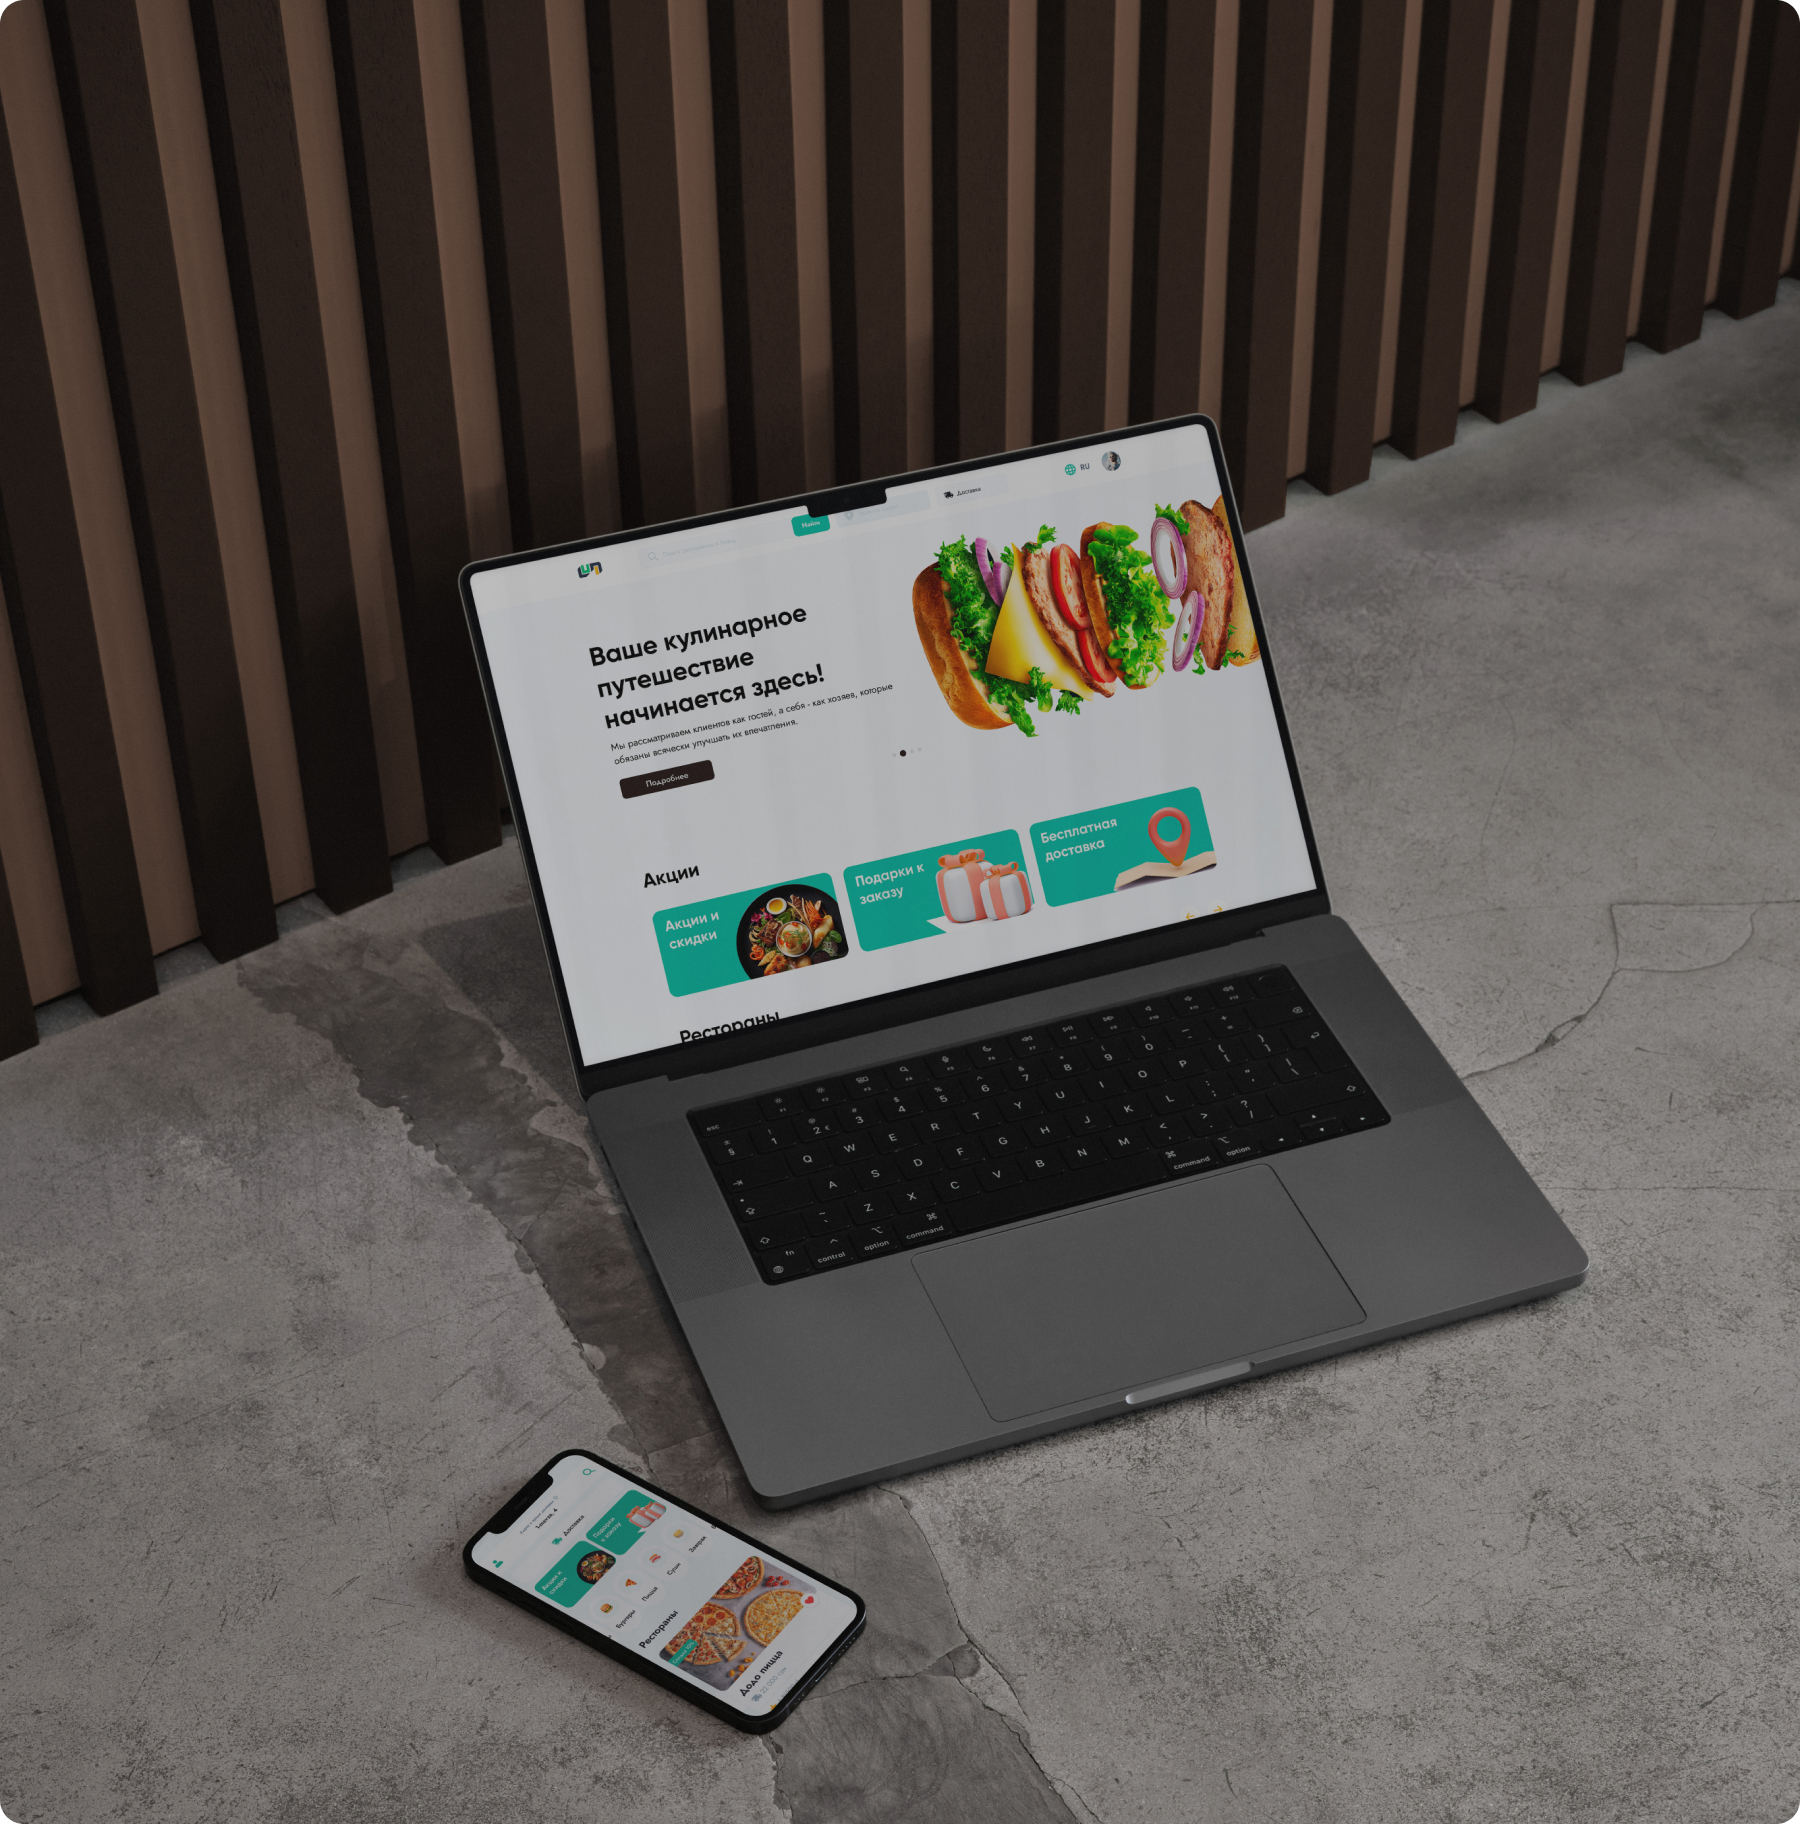 RU
Доставка
Найти
Ваше кулинарное
путешествие
начинается здесь!
Мы рассматриваем клиентов как гостей, а себя - как хозяев, которые
обязаны всячески улучшать их впечатления.
Подробнее
Акции
Акции и
скидки
Подарки к
заказу
Бесплатная
доставка
Рестораны
esc
§ 1 2 € 3 4 5 6 7 8 9 0
Q W E R T Y U I O P
A S D F G H J K L
Z X C V B N M
fn control option command command option
Доставка
Акции и
скидки
Подарки
к заказу
Бургеры
Пицца
Суши
Завтрак
Рестораны
Додо пицца